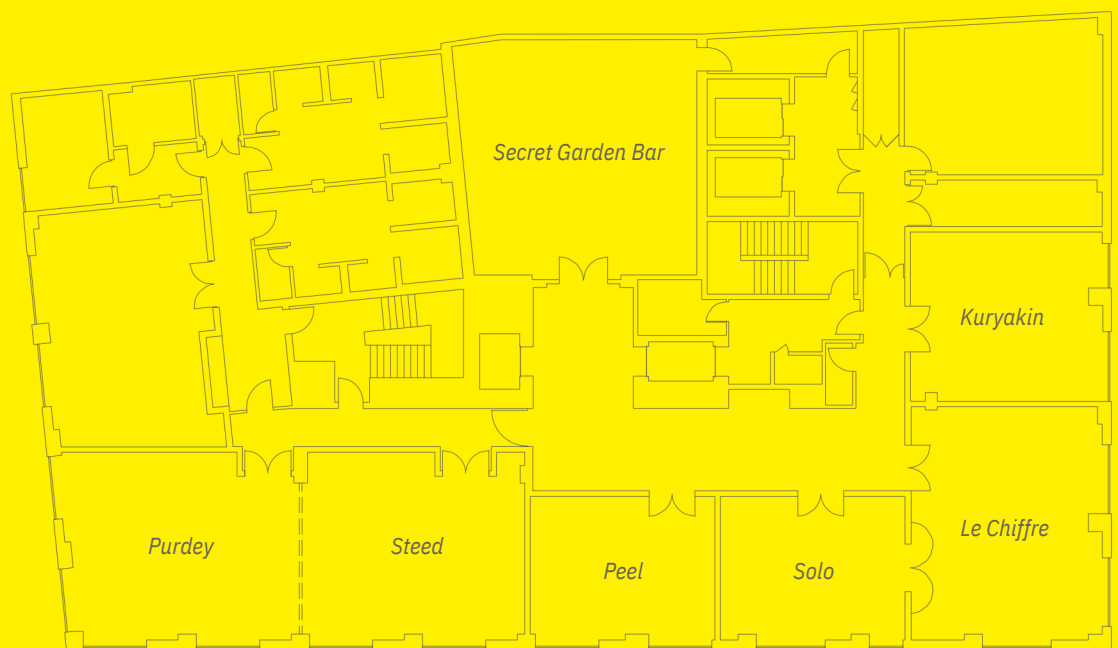 Secret Garden Bar
Kuryakin
Le Chiffre
Purdey
Steed
Peel
Solo